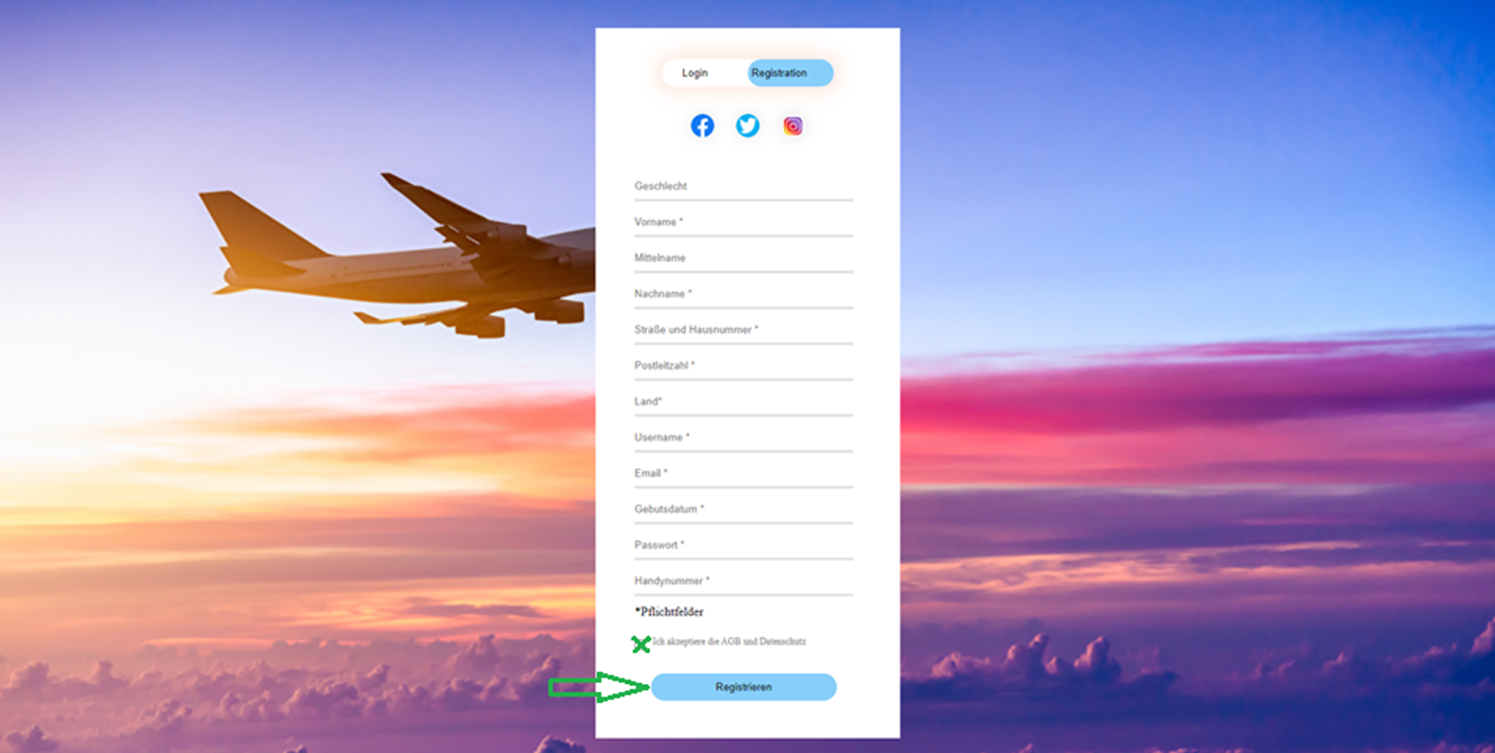 Login Registration
Geschlecht
Vorname *
Mittelname
Nachname *
Straße und Hausnummer *
Postleitzahl *
Land*
Username *
Email *
Gebutsdatum *
Passwort *
Handynummer *
*Pflichtfelder
Ich akzeptiere die AGB und Datenschutz
Registrieren